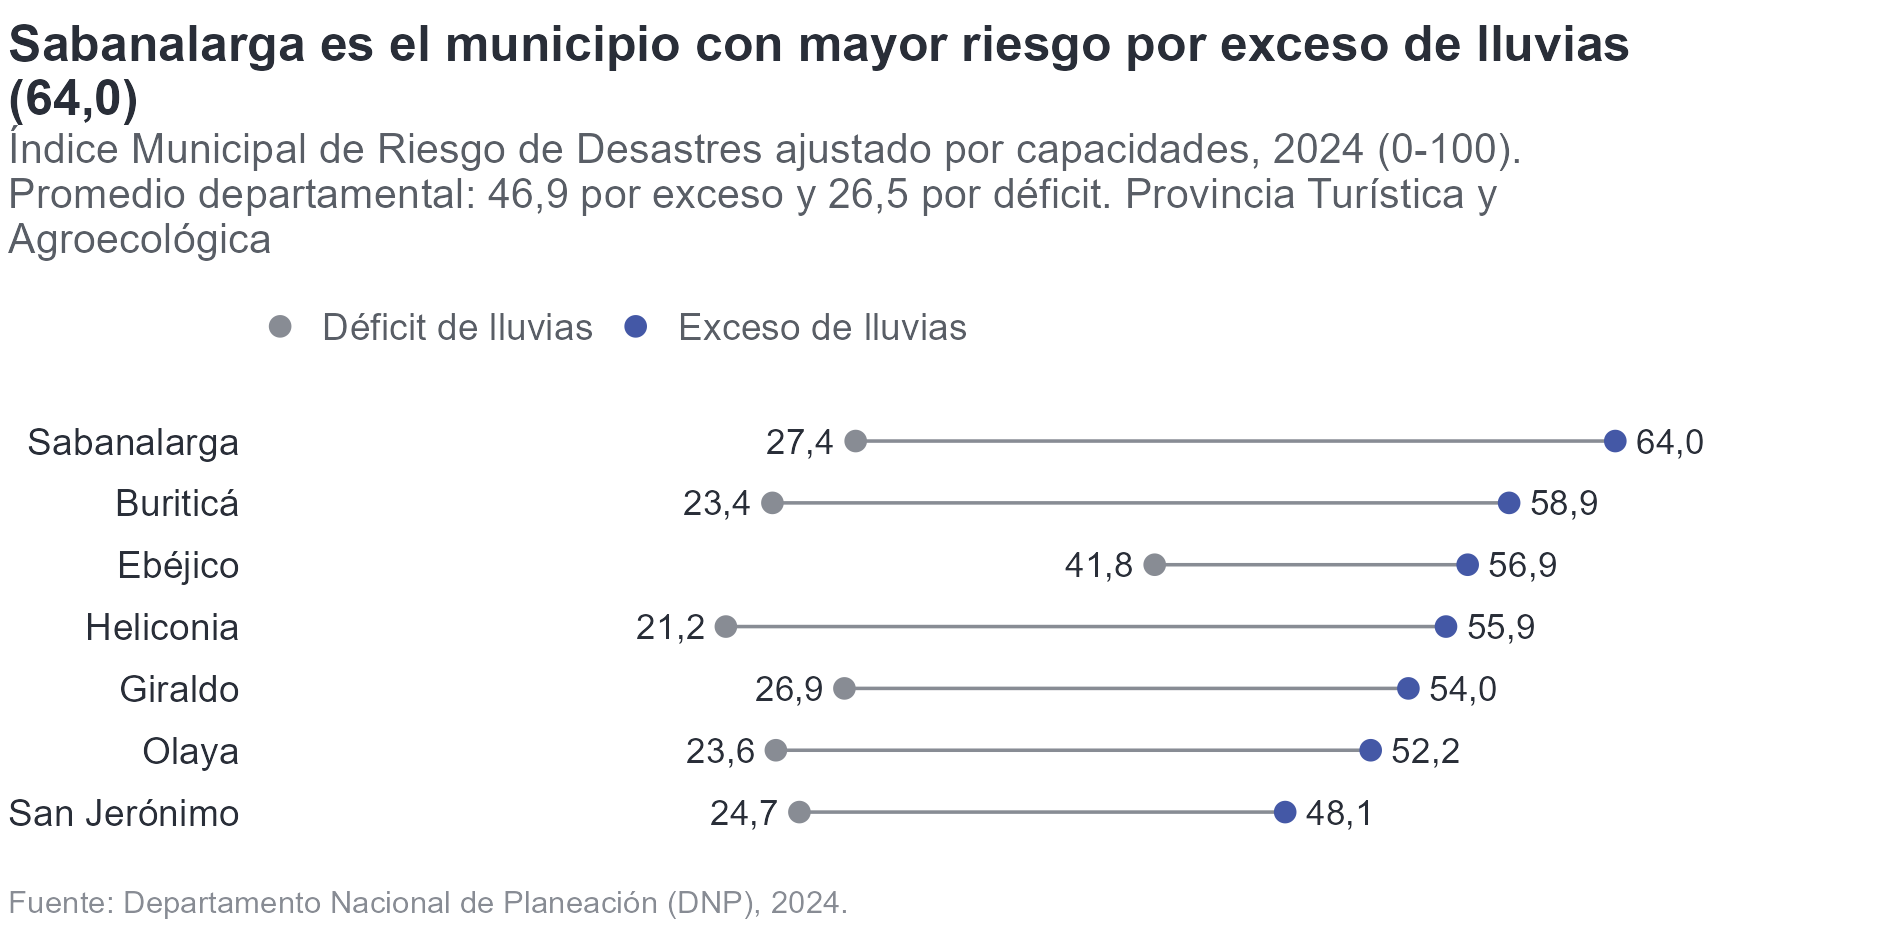 Sabanalarga es el municipio con mayor riesgo por exceso de lluvias
(64,0)
Índice Municipal de Riesgo de Desastres ajustado por capacidades, 2024 (0-100).
Promedio departamental: 46,9 por exceso y 26,5 por déficit. Provincia Turística y
Agroecológica
Déficit de lluvias Exceso de lluvias
Sabanalarga 27,4 64,0
Buriticá 23,4 58,9
Ebéjico 41,8 56,9
Heliconia 21,2 55,9
Giraldo 26,9 54,0
Olaya 23,6 52,2
San Jerónimo 24,7 48,1
Fuente: Departamento Nacional de Planeación (DNP), 2024.